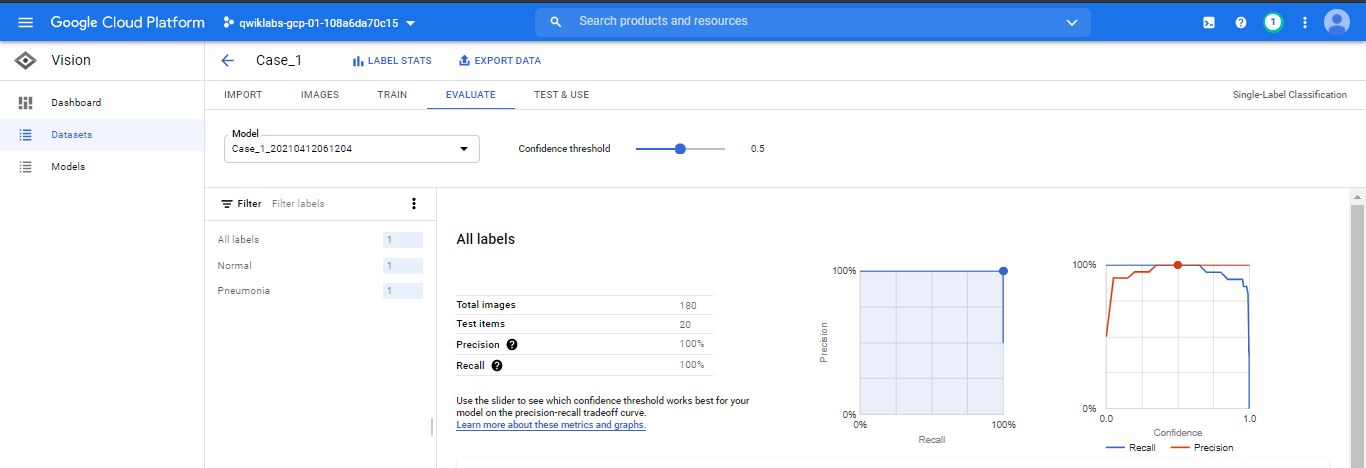 Google Cloud Platform qwiklabs-gcp-01-108a6da70c15 Search products and resources 1
Vision
Case_1 LABEL STATS EXPORT DATA
Dashboard
Datasets
Models
IMPORT IMAGES TRAIN EVALUATE TEST & USE Single-Label Classification
Model
Case_1_20210412061204
Confidence threshold 0.5
Filter Filter labels
All labels 1
Normal 1
Pneumonia 1
All labels
Total images 180
Test items 20
Precision ? 100%
Recall ? 100%
Use the slider to see which confidence threshold works best for your
model on the precision-recall tradeoff curve.
Learn more about these metrics and graphs.
100%
Precision
0%
0% 100%
Recall
100%
0%
0.0 1.0
Confidence
Recall Precision